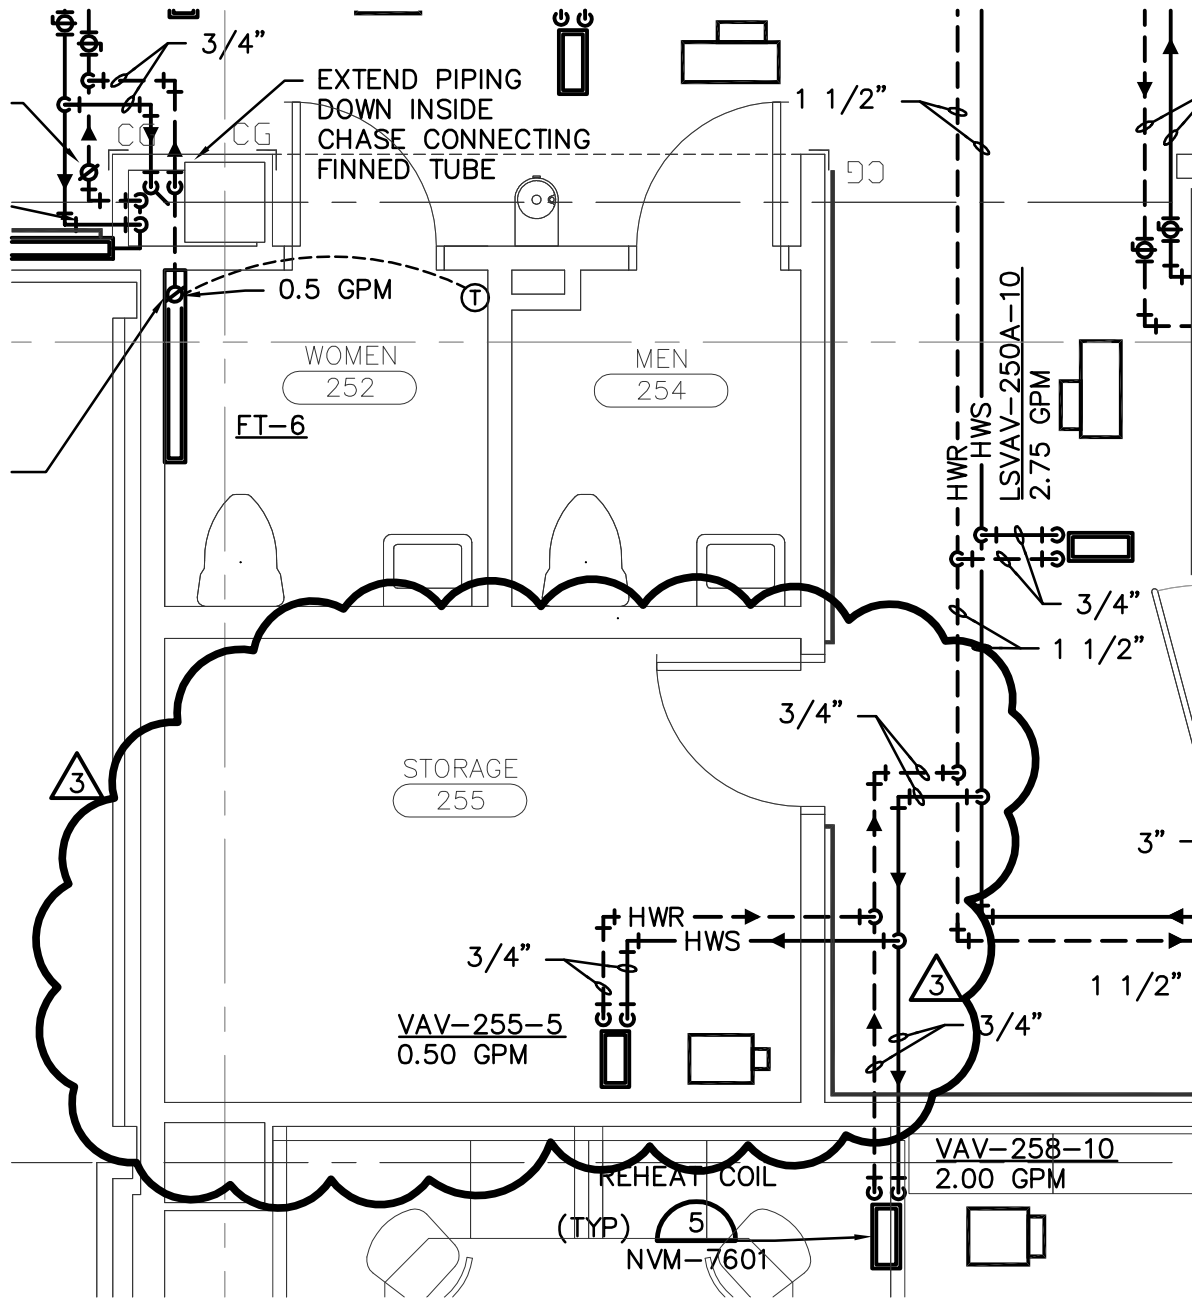 3/4"
EXTEND PIPING
DOWN INSIDE
CHASE CONNECTING
FINNED TUBE
1 1/2"
CG
CG
CG
0.5 GPM
T
WOMEN
252
MEN
254
FT-6
HWR
HWS
LSVAV-250A-10
2.75 GPM
3/4"
1 1/2"
3/4"
STORAGE
255
3
3"
HWR
HWS
3/4"
3
1 1/2"
VAV-255-5
0.50 GPM
3/4"
VAV-258-10
2.00 GPM
REHEAT COIL
(TYP)
5
NVM-7601